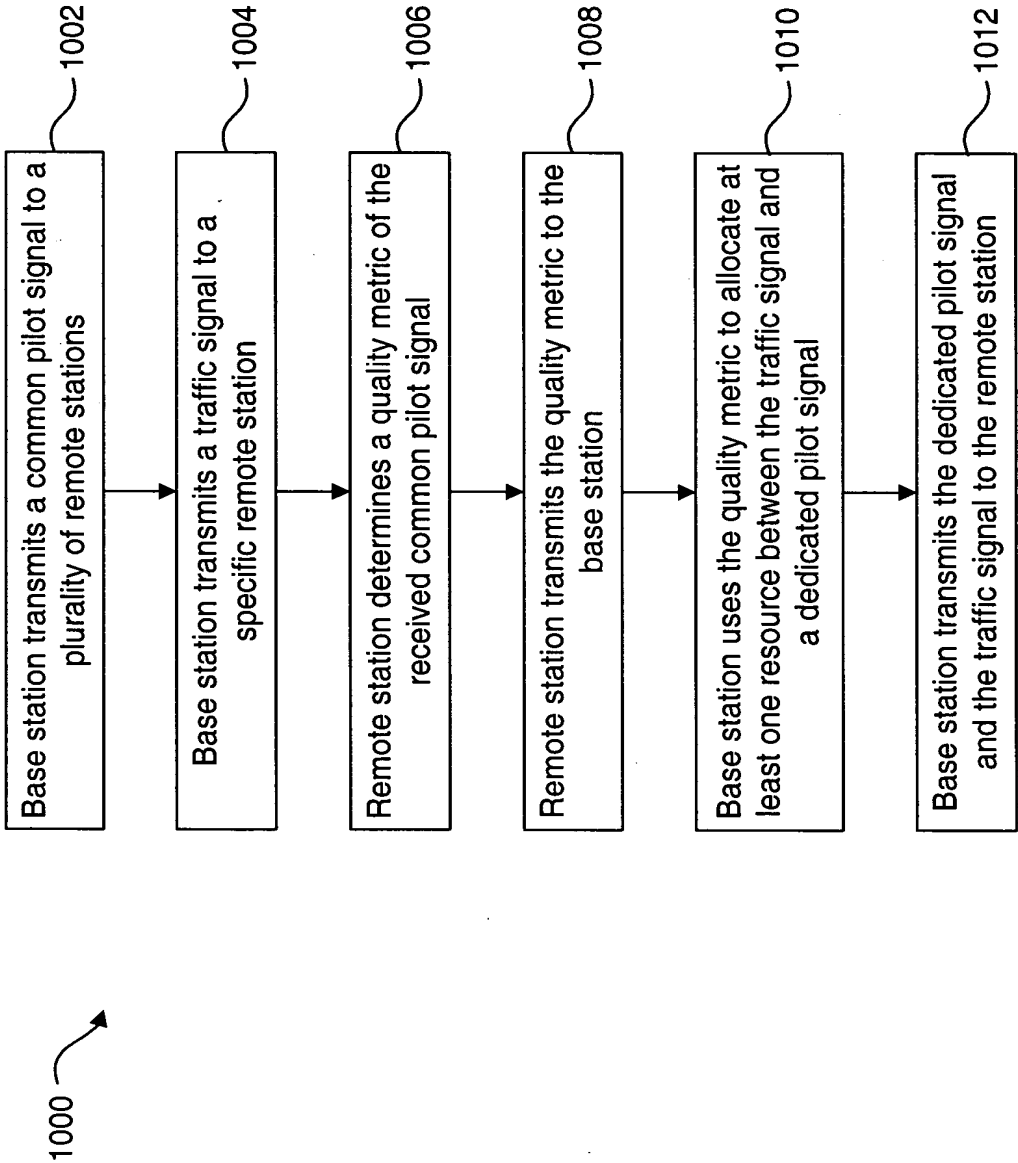 1000
Base station transmits a common pilot signal to a
plurality of remote stations
1002
Base station transmits a traffic signal to a
specific remote station
1004
Remote station determines a quality metric of the
received common pilot signal
1006
Remote station transmits the quality metric to the
base station
1008
Base station uses the quality metric to allocate at
least one resource between the traffic signal and
a dedicated pilot signal
1010
Base station transmits the dedicated pilot signal
and the traffic signal to the remote station
1012